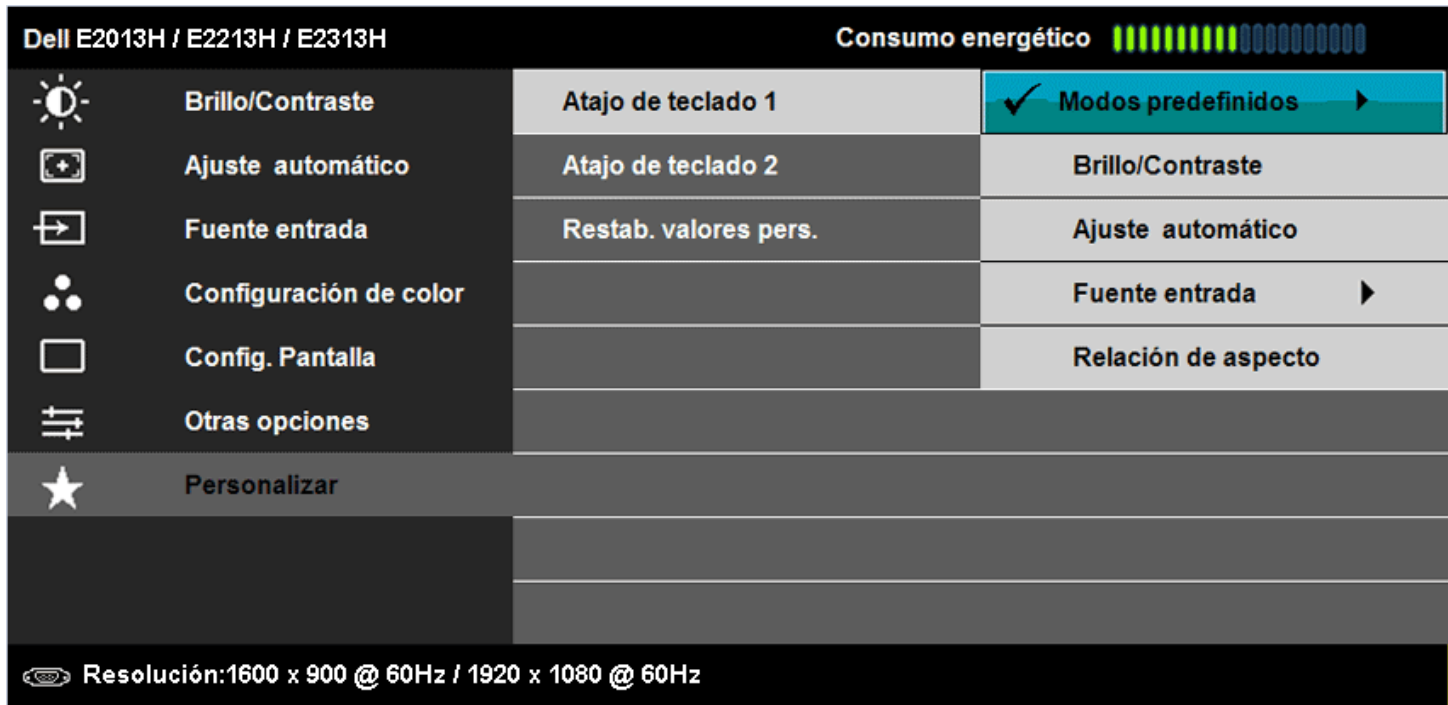 Dell E2013H / E2213H / E2313H
Consumo energético
Brillo/Contraste
Atajo de teclado 1
Modos predefinidos
Ajuste automático
Atajo de teclado 2
Brillo/Contraste
Fuente entrada
Restab. valores pers.
Ajuste automático
Configuración de color
Fuente entrada
Config. Pantalla
Relación de aspecto
Otras opciones
Personalizar
Resolución:1600 x 900 @ 60Hz / 1920 x 1080 @ 60Hz